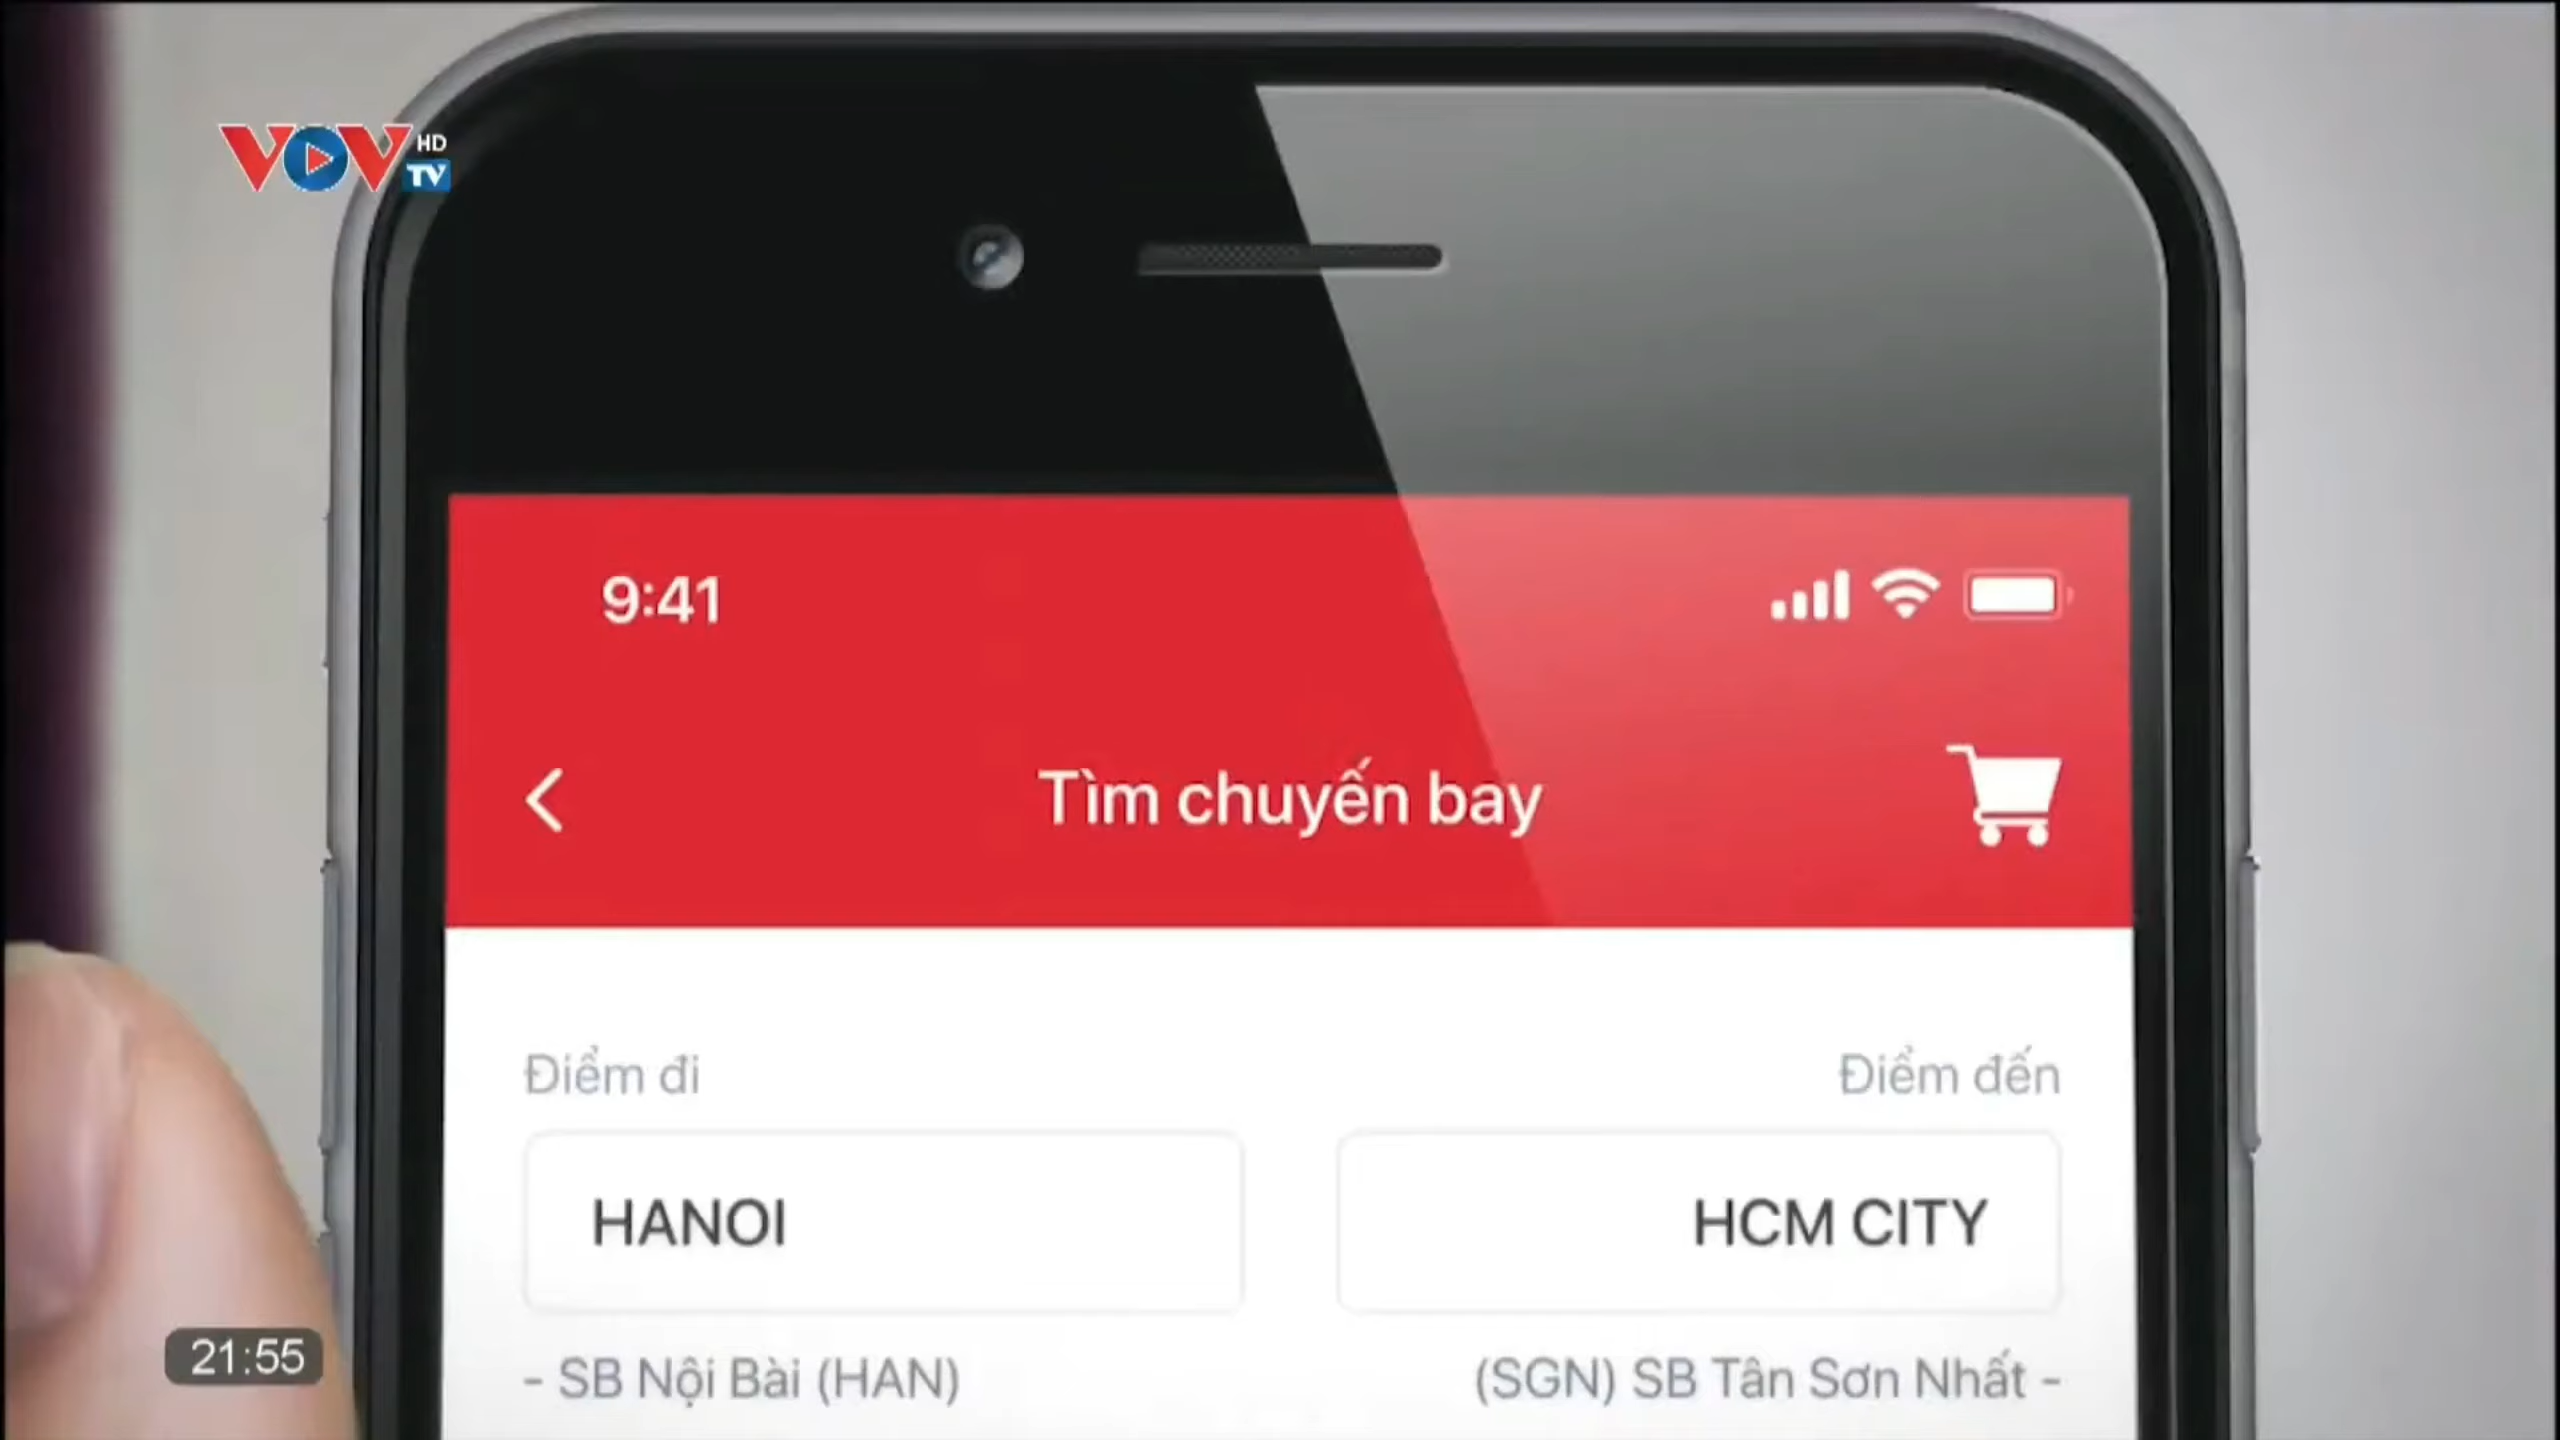 VOV HD
TV
9:41
Tìm chuyến bay
Điểm đi
Điểm đến
HANOI
HCM CITY
- SB Nội Bài (HAN)
(SGN) SB Tân Sơn Nhất -
21:55